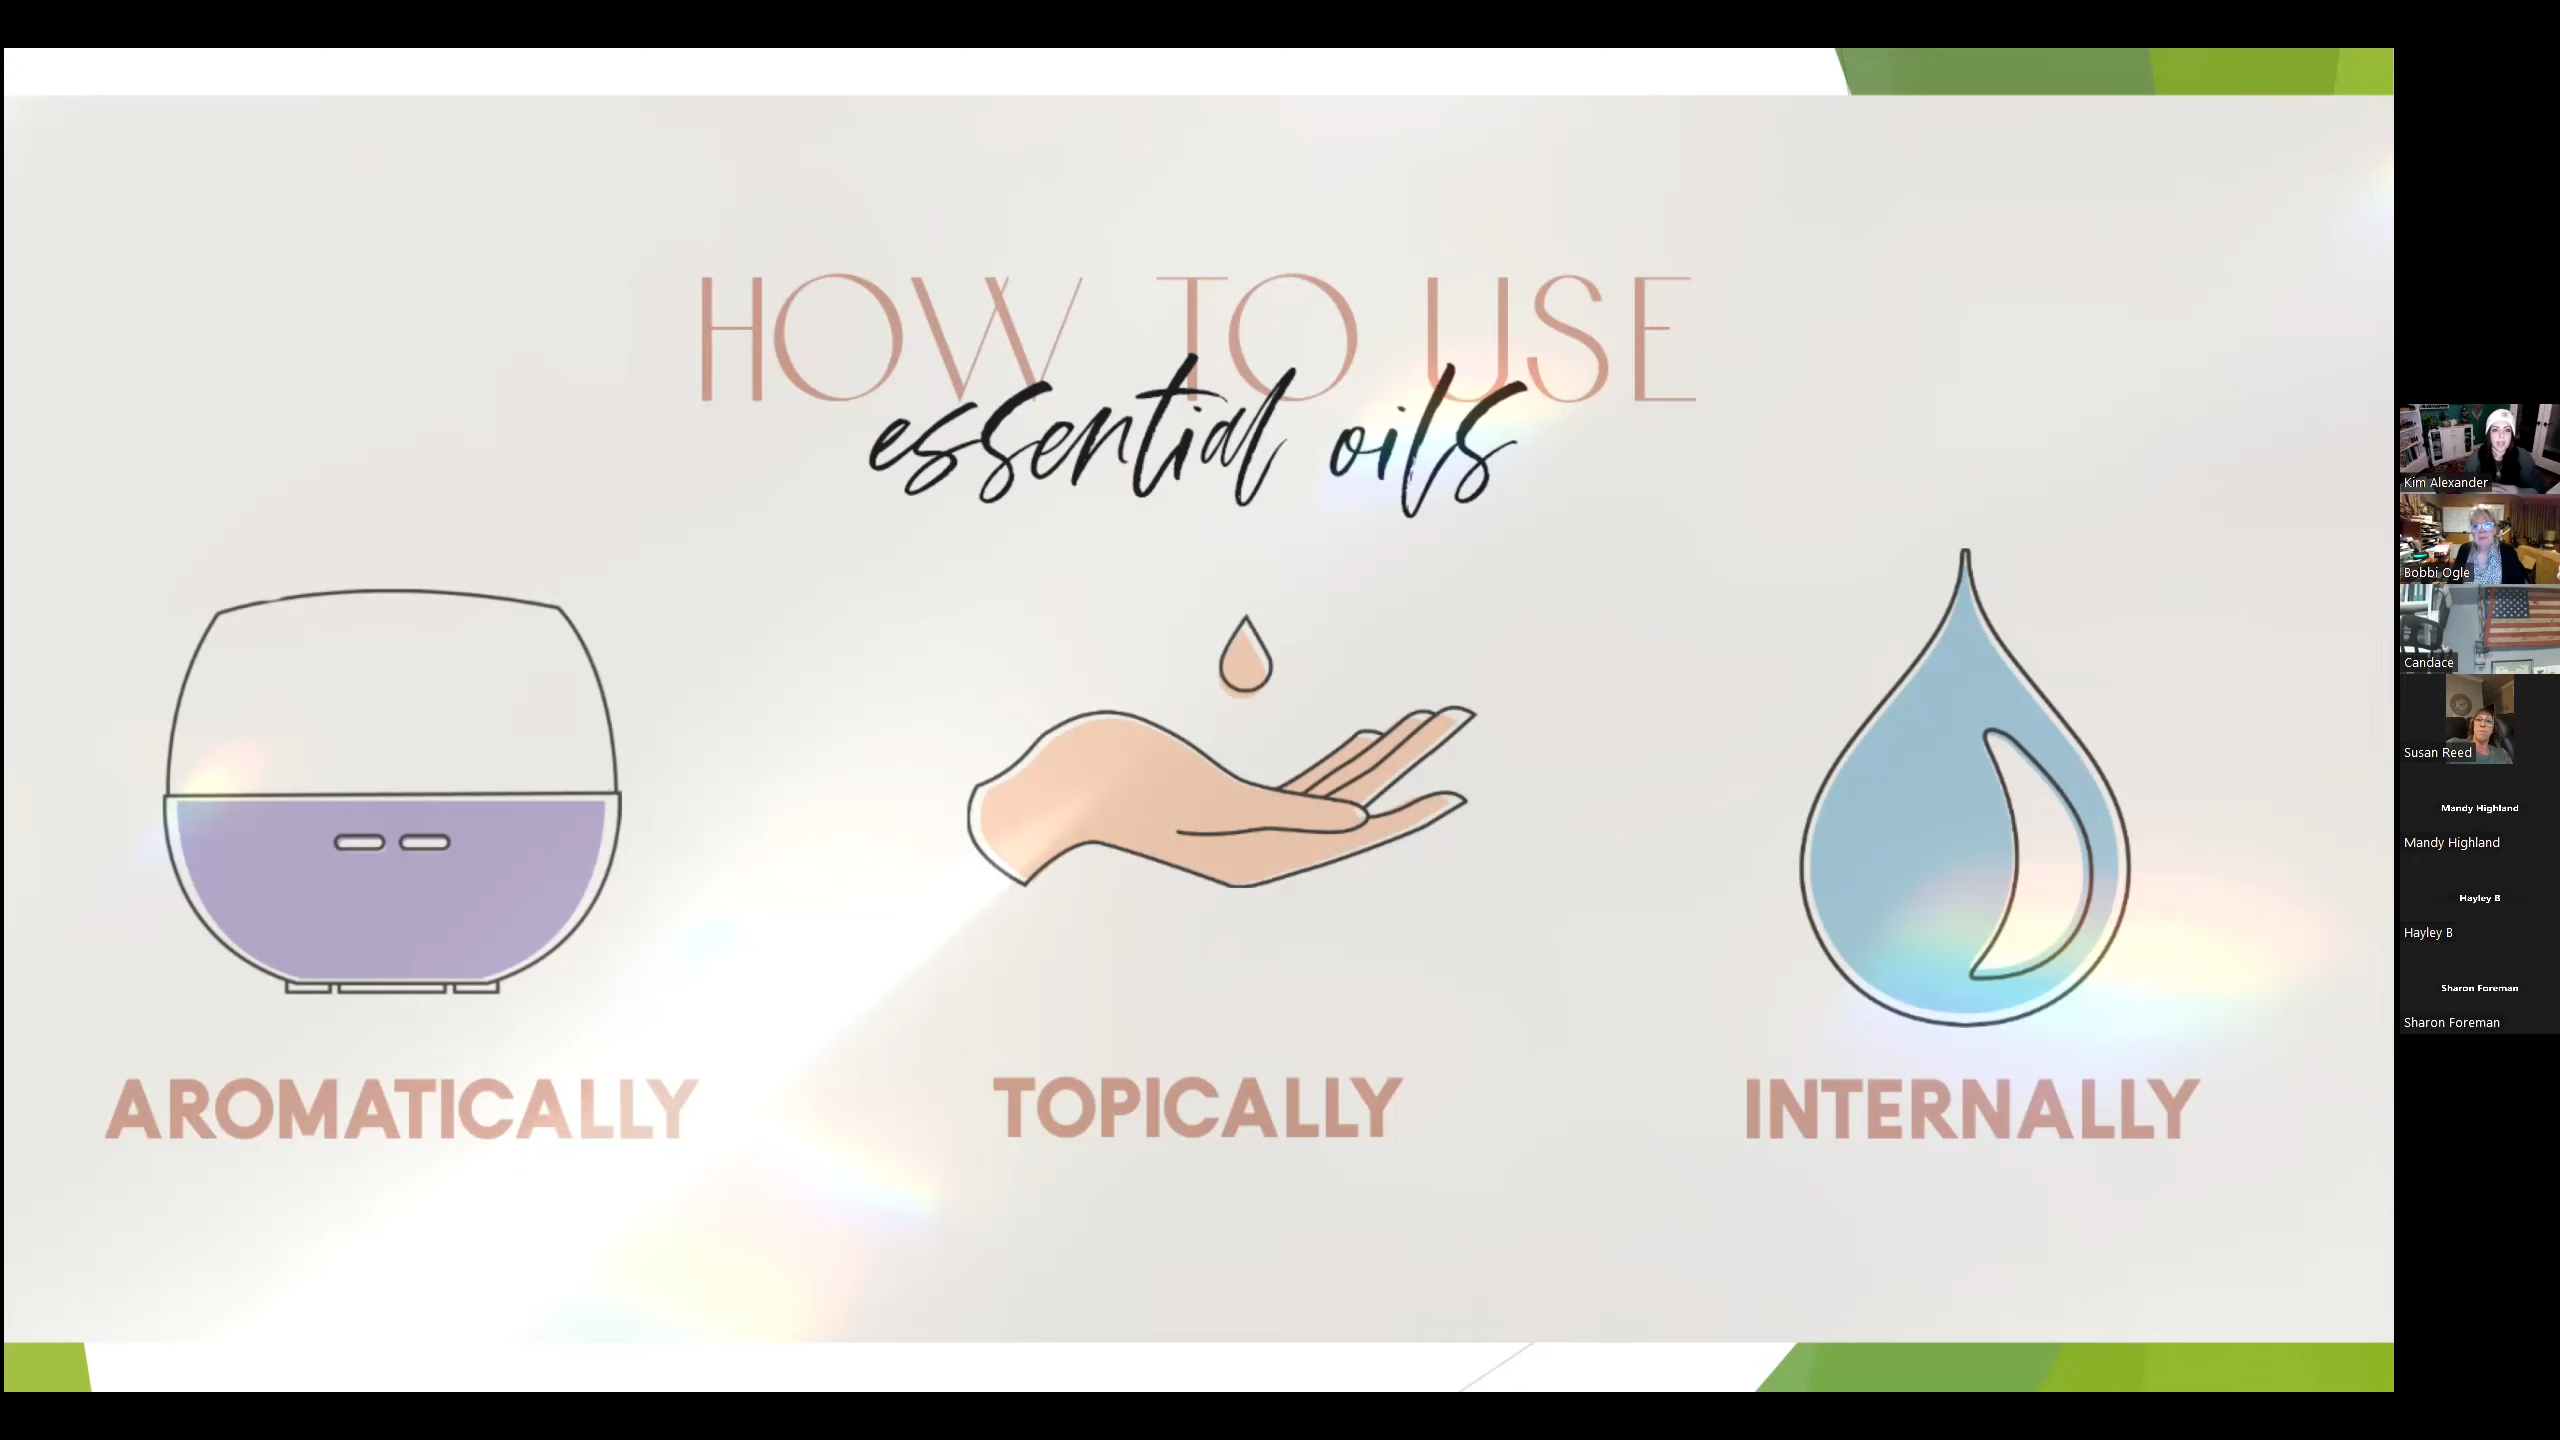 HOW TO USE
essential oils
AROMATICALLY
TOPICALLY
INTERNALLY
Kim Alexander
Bobbi Ogle
Candace
Susan Reed
Mandy Highland
Mandy Highland
Hayley B
Hayley B
Sharon Foreman
Sharon Foreman